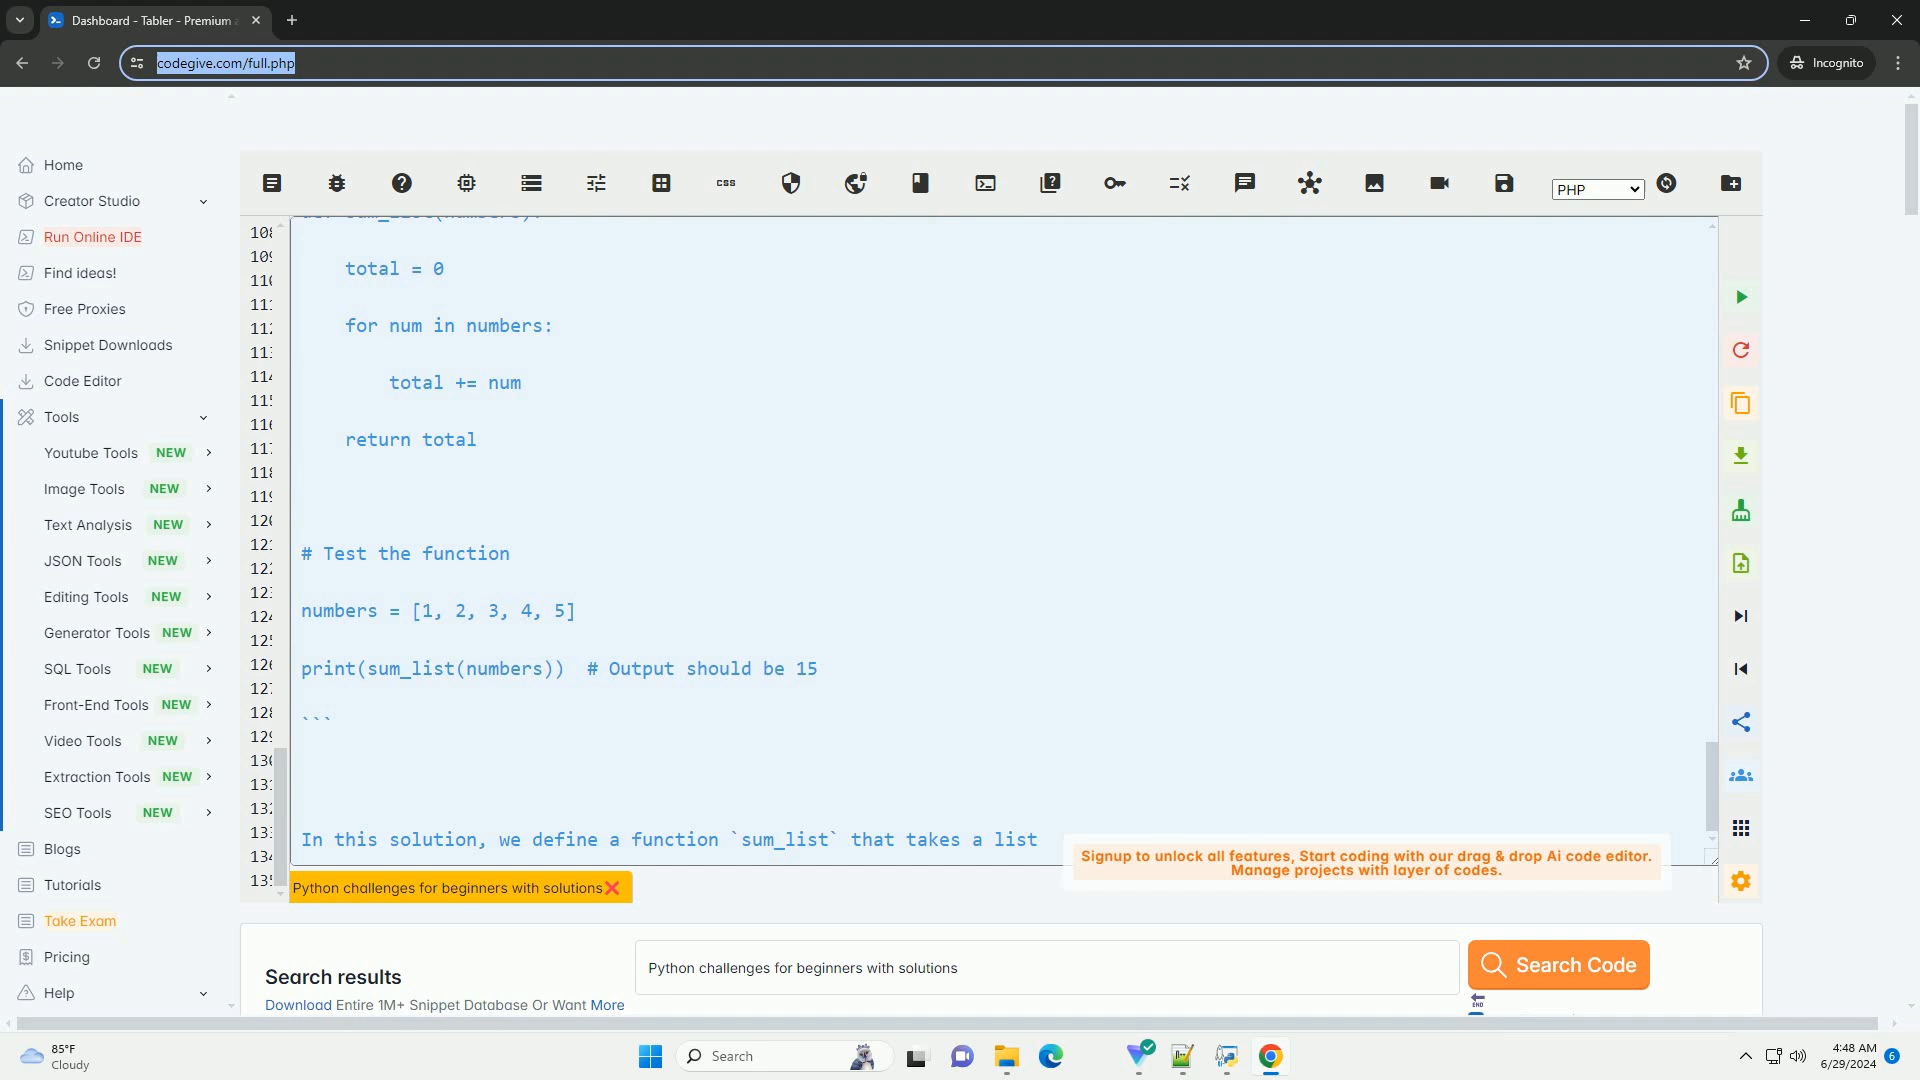 Dashboard - Tabler - Premium
codegive.com/full.php
Incognito
Home
Creator Studio
Run Online IDE
Find ideas!
Free Proxies
Snippet Downloads
Code Editor
Tools
Youtube Tools NEW
Image Tools NEW
Text Analysis NEW
JSON Tools NEW
Editing Tools NEW
Generator Tools NEW
SQL Tools NEW
Front-End Tools NEW
Video Tools NEW
Extraction Tools NEW
SEO Tools NEW
Blogs
Tutorials
Take Exam
Pricing
Help
css
PHP
total = 0
for num in numbers:
total += num
return total
# Test the function
numbers = [1, 2, 3, 4, 5]
print(sum_list(numbers))  # Output should be 15
```
In this solution, we define a function `sum_list` that takes a list
Signup to unlock all features, Start coding with our drag & drop Ai code editor.
Manage projects with layer of codes.
Python challenges for beginners with solutions
Search results
Download Entire 1M+ Snippet Database Or Want More
Python challenges for beginners with solutions
Search Code
END
85°F
Cloudy
Search
4:48 AM
6/29/2024
6